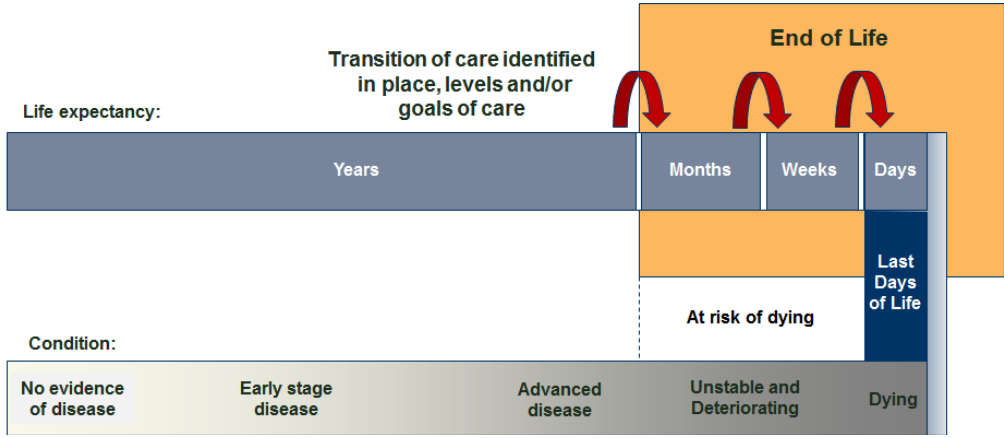 End of Life
Transition of care identified
in place, levels and/or
goals of care
Life expectancy:
Years
Months
Weeks
Days
Last
Days
of Life
At risk of dying
Condition:
No evidence
of disease
Early stage
disease
Advanced
disease
Unstable and
Deteriorating
Dying